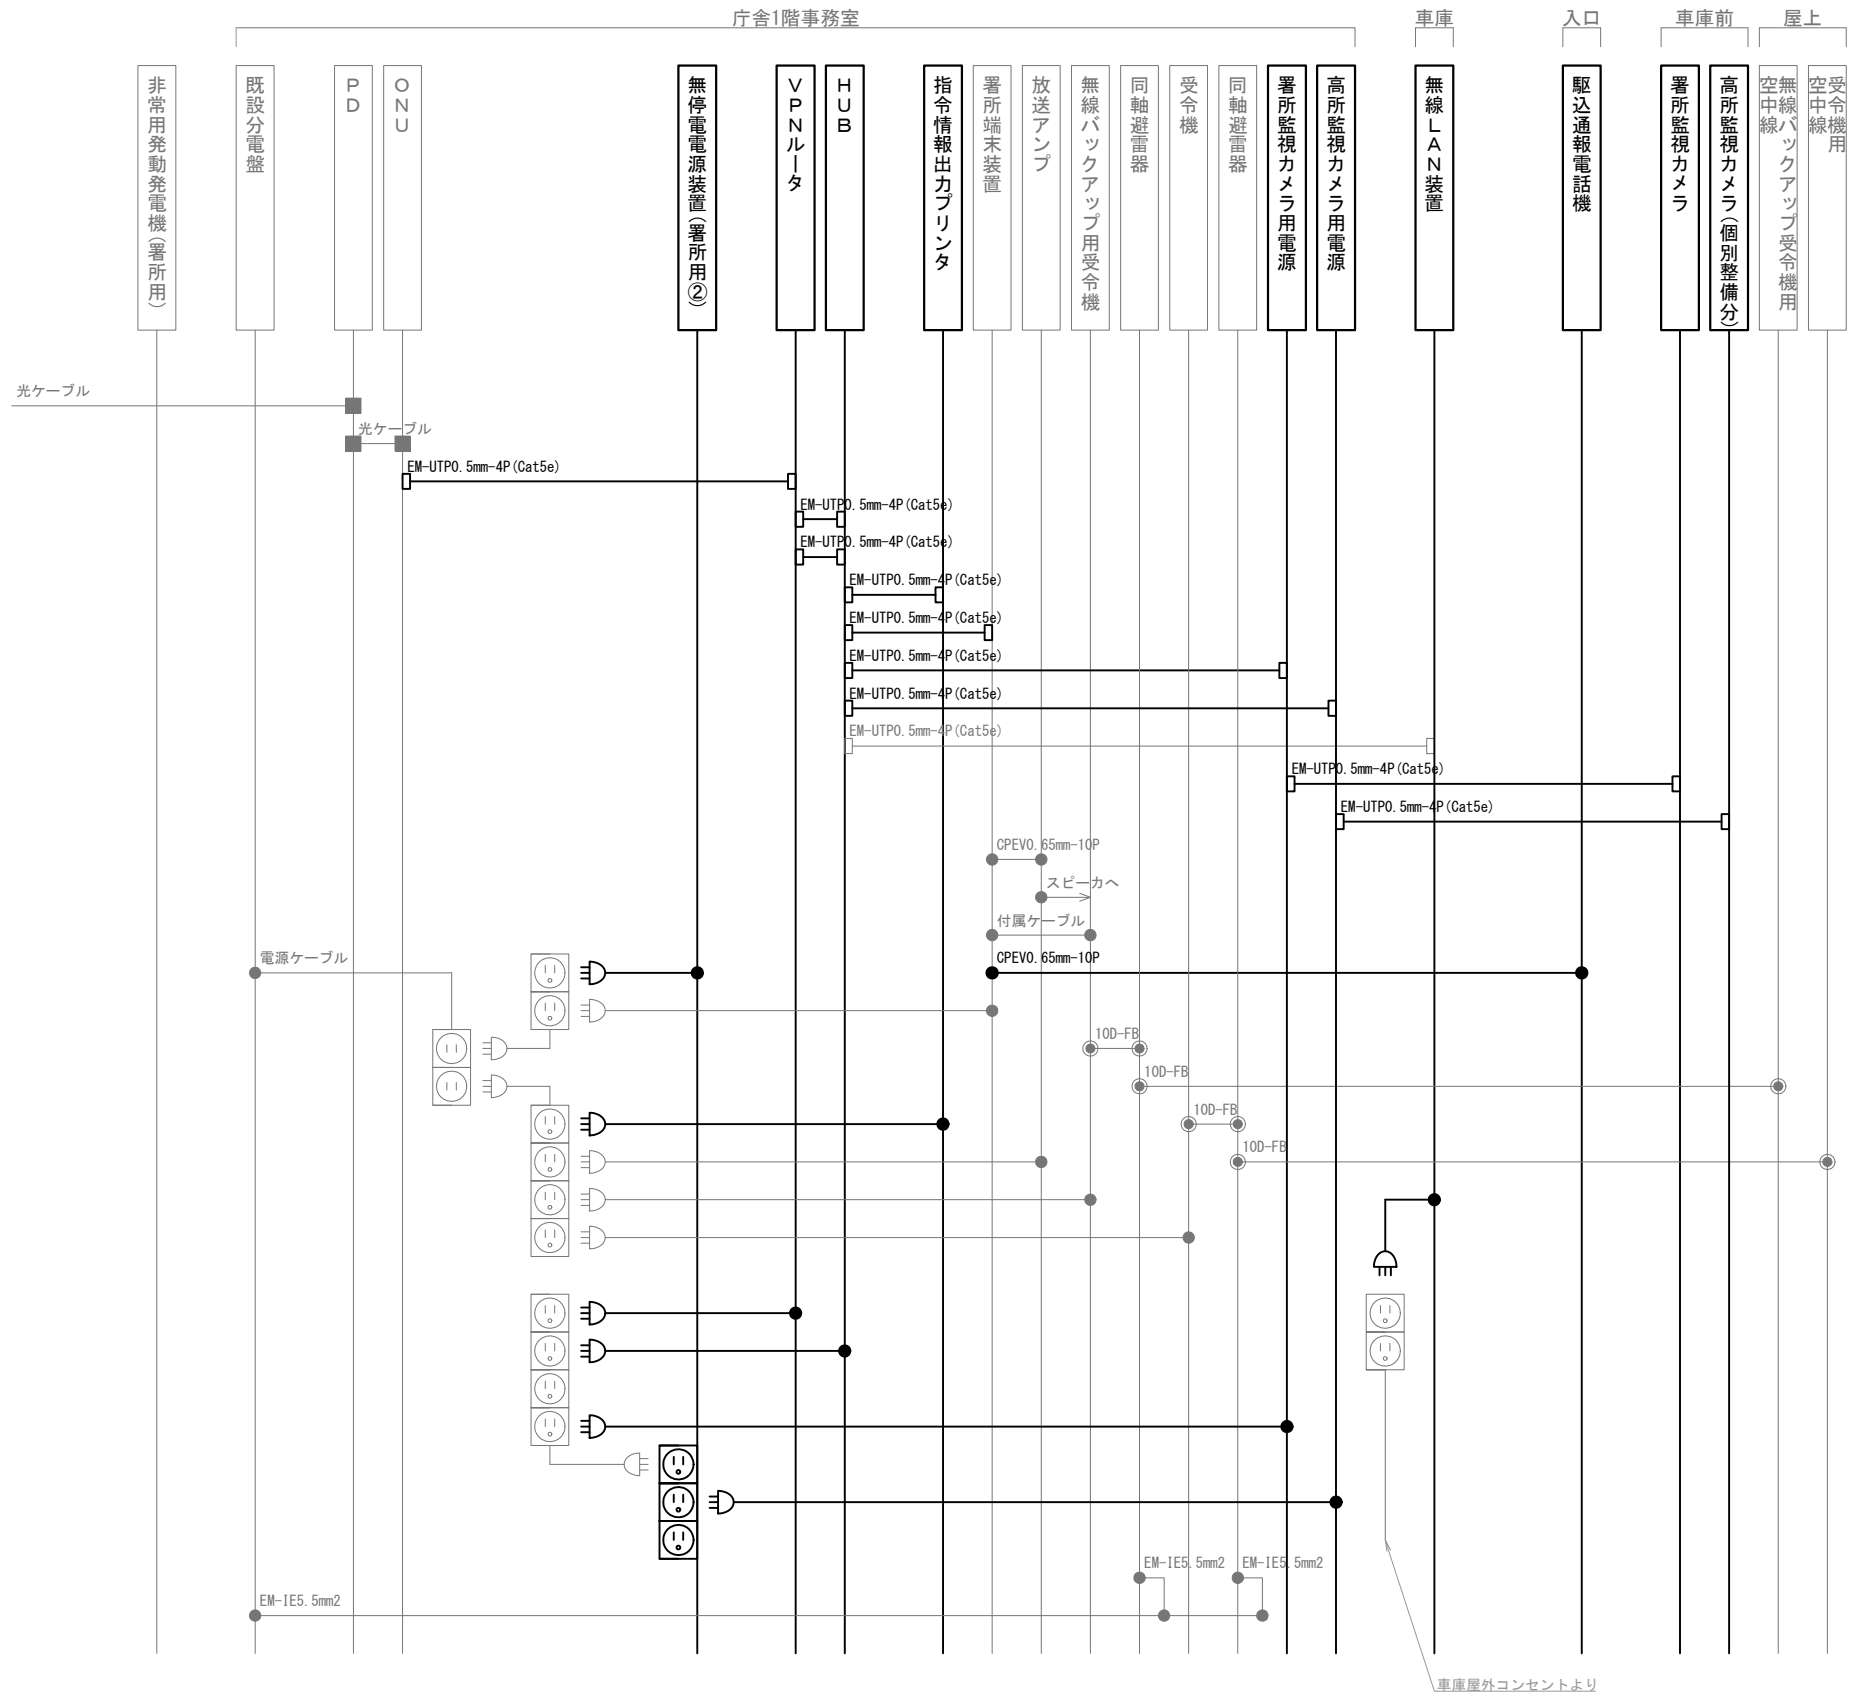 庁舎1階事務室
車庫
入口
車庫前
屋上
非常用発動発電機（署所用）
既設分電盤
ＰＤ
ＯＮＵ
無停電電源装置（署所用②）
ＶＰＮルータ
ＨＵＢ
指令情報出力プリンタ
署所端末装置
放送アンプ
無線バックアップ用受令機
同軸避雷器
受令機
同軸避雷器
署所監視カメラ用電源
高所監視カメラ用電源
無線ＬＡＮ装置
駆込通報電話機
署所監視カメラ
高所監視カメラ（個別整備分）
無線バックアップ受令機用
空中線
受令機用
空中線
光ケーブル
光ケーブル
EM-UTP0.5mm-4P(Cat5e)
EM-UTP0.5mm-4P(Cat5e)
EM-UTP0.5mm-4P(Cat5e)
EM-UTP0.5mm-4P(Cat5e)
EM-UTP0.5mm-4P(Cat5e)
EM-UTP0.5mm-4P(Cat5e)
EM-UTP0.5mm-4P(Cat5e)
EM-UTP0.5mm-4P(Cat5e)
EM-UTP0.5mm-4P(Cat5e)
EM-UTP0.5mm-4P(Cat5e)
CPEV0.65mm-10P
スピーカへ
付属ケーブル
電源ケーブル
CPEV0.65mm-10P
10D-FB
10D-FB
10D-FB
10D-FB
EM-IE5.5mm2
EM-IE5.5mm2
EM-IE5.5mm2
車庫屋外コンセントより